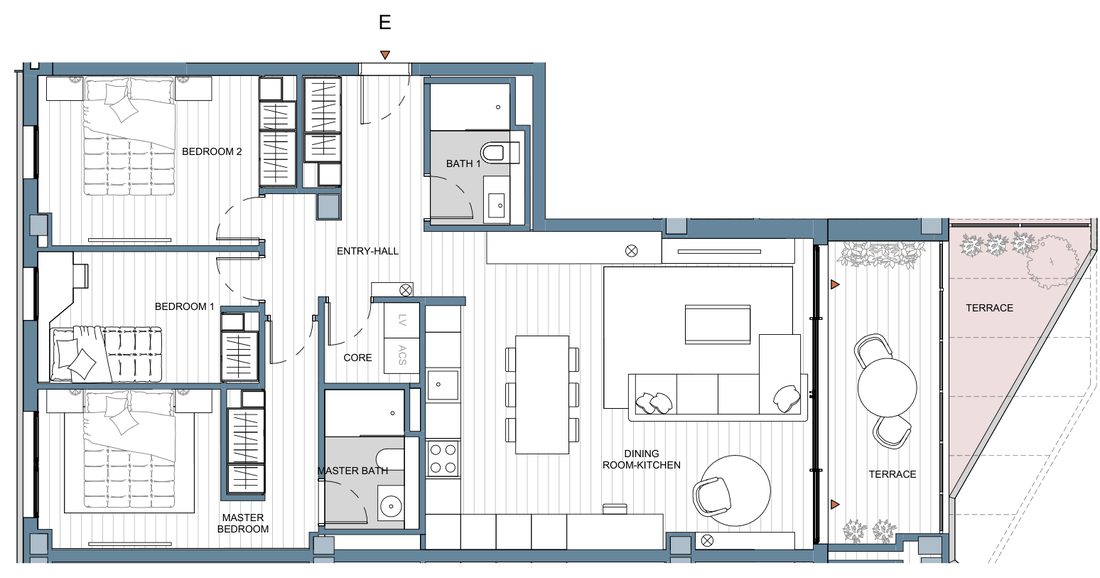 E
BEDROOM 2
BATH 1
ENTRY-HALL
BEDROOM 1
TERRACE
LV
CORE
ACS
DINING
ROOM-KITCHEN
MASTER BATH
TERRACE
MASTER
BEDROOM